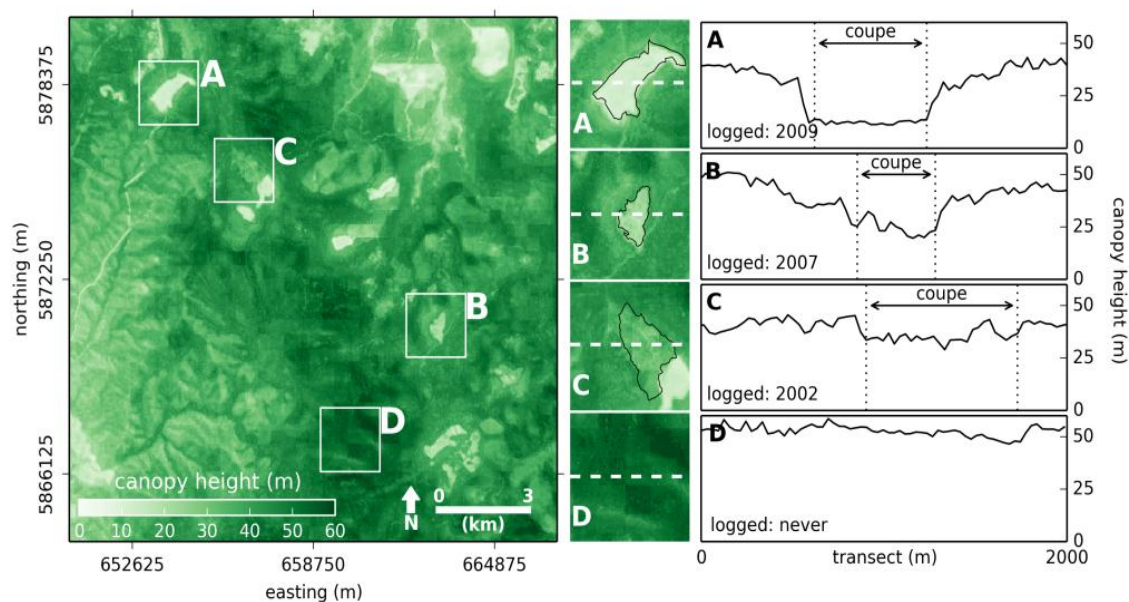 5878375
5872250
5866125
northing (m)
A
C
B
D
canopy height (m)
0 10 20 30 40 50 60
N
0 3
(km)
652625 658750 664875
easting (m)
A
B
C
D
A
coupe
logged: 2009
50
25
0
B
coupe
logged: 2007
50
25
0
C
coupe
logged: 2002
50
25
0
D
logged: never
50
25
0
canopy height (m)
0 transect (m) 2000